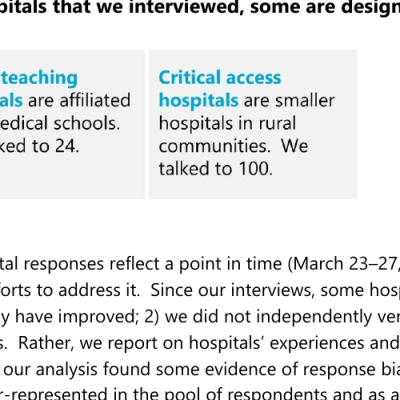 pitals that we interviewed, some are design
teaching
als are affiliated
edical schools.
ked to 24.
Critical access
hospitals are smaller
hospitals in rural
communities. We
talked to 100.
tal responses reflect a point in time (March 23–27,
orts to address it. Since our interviews, some hos
y have improved; 2) we did not independently ver
s. Rather, we report on hospitals' experiences and
our analysis found some evidence of response bia
r-represented in the pool of respondents and as a